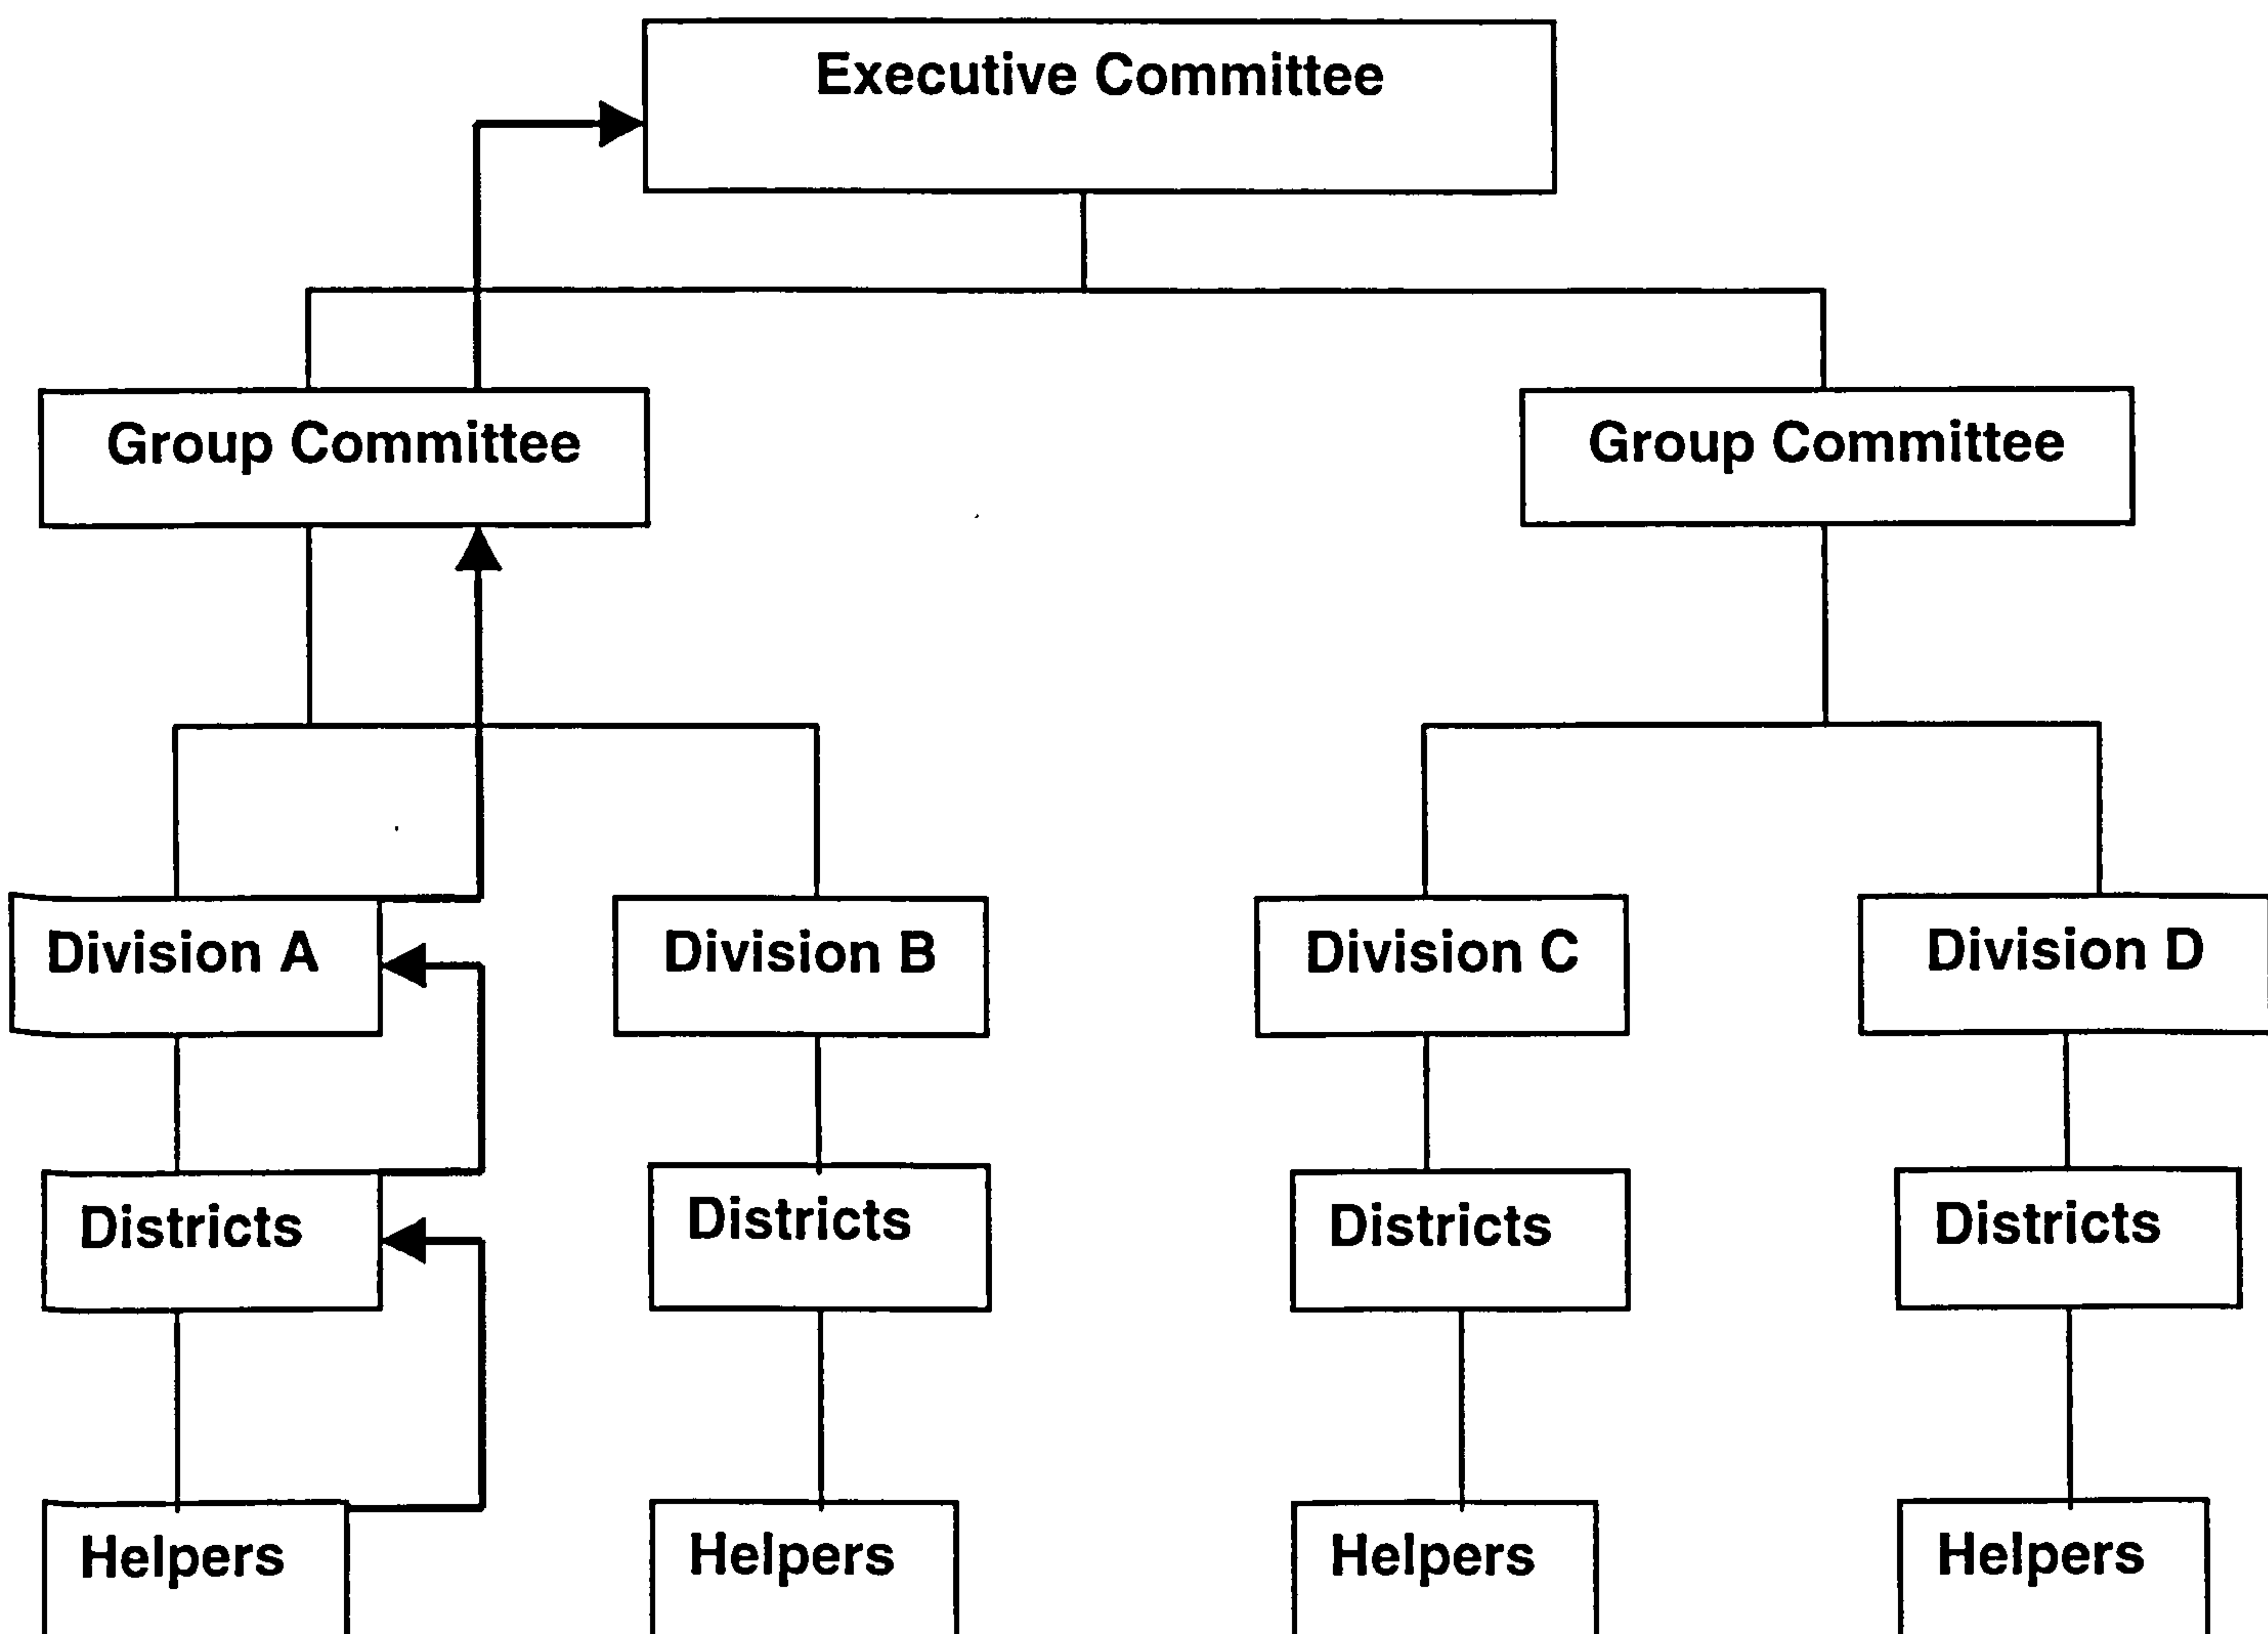 Executive Committee
Group Committee
Group Committee
Division A
Division B
Division C
Division D
Districts
Districts
Districts
Districts
Helpers
Helpers
Helpers
Helpers